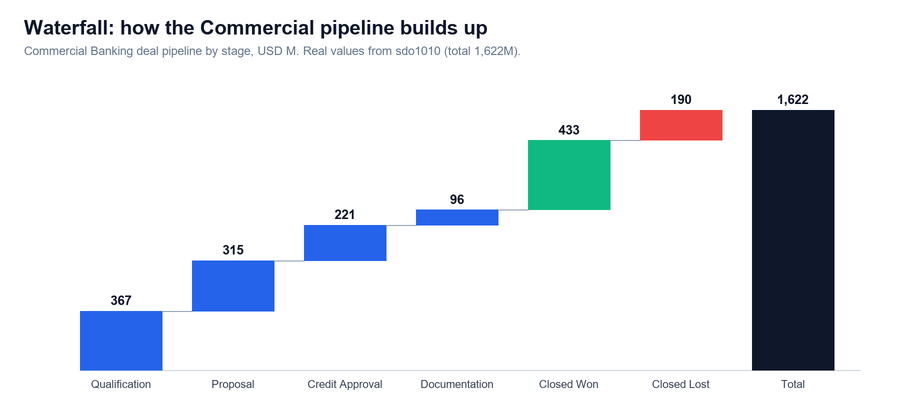 Waterfall: how the Commercial pipeline builds up
Commercial Banking deal pipeline by stage, USD M. Real values from sdo1010 (total 1,622M).
367
315
221
96
433
190
1,622
Qualification
Proposal
Credit Approval
Documentation
Closed Won
Closed Lost
Total